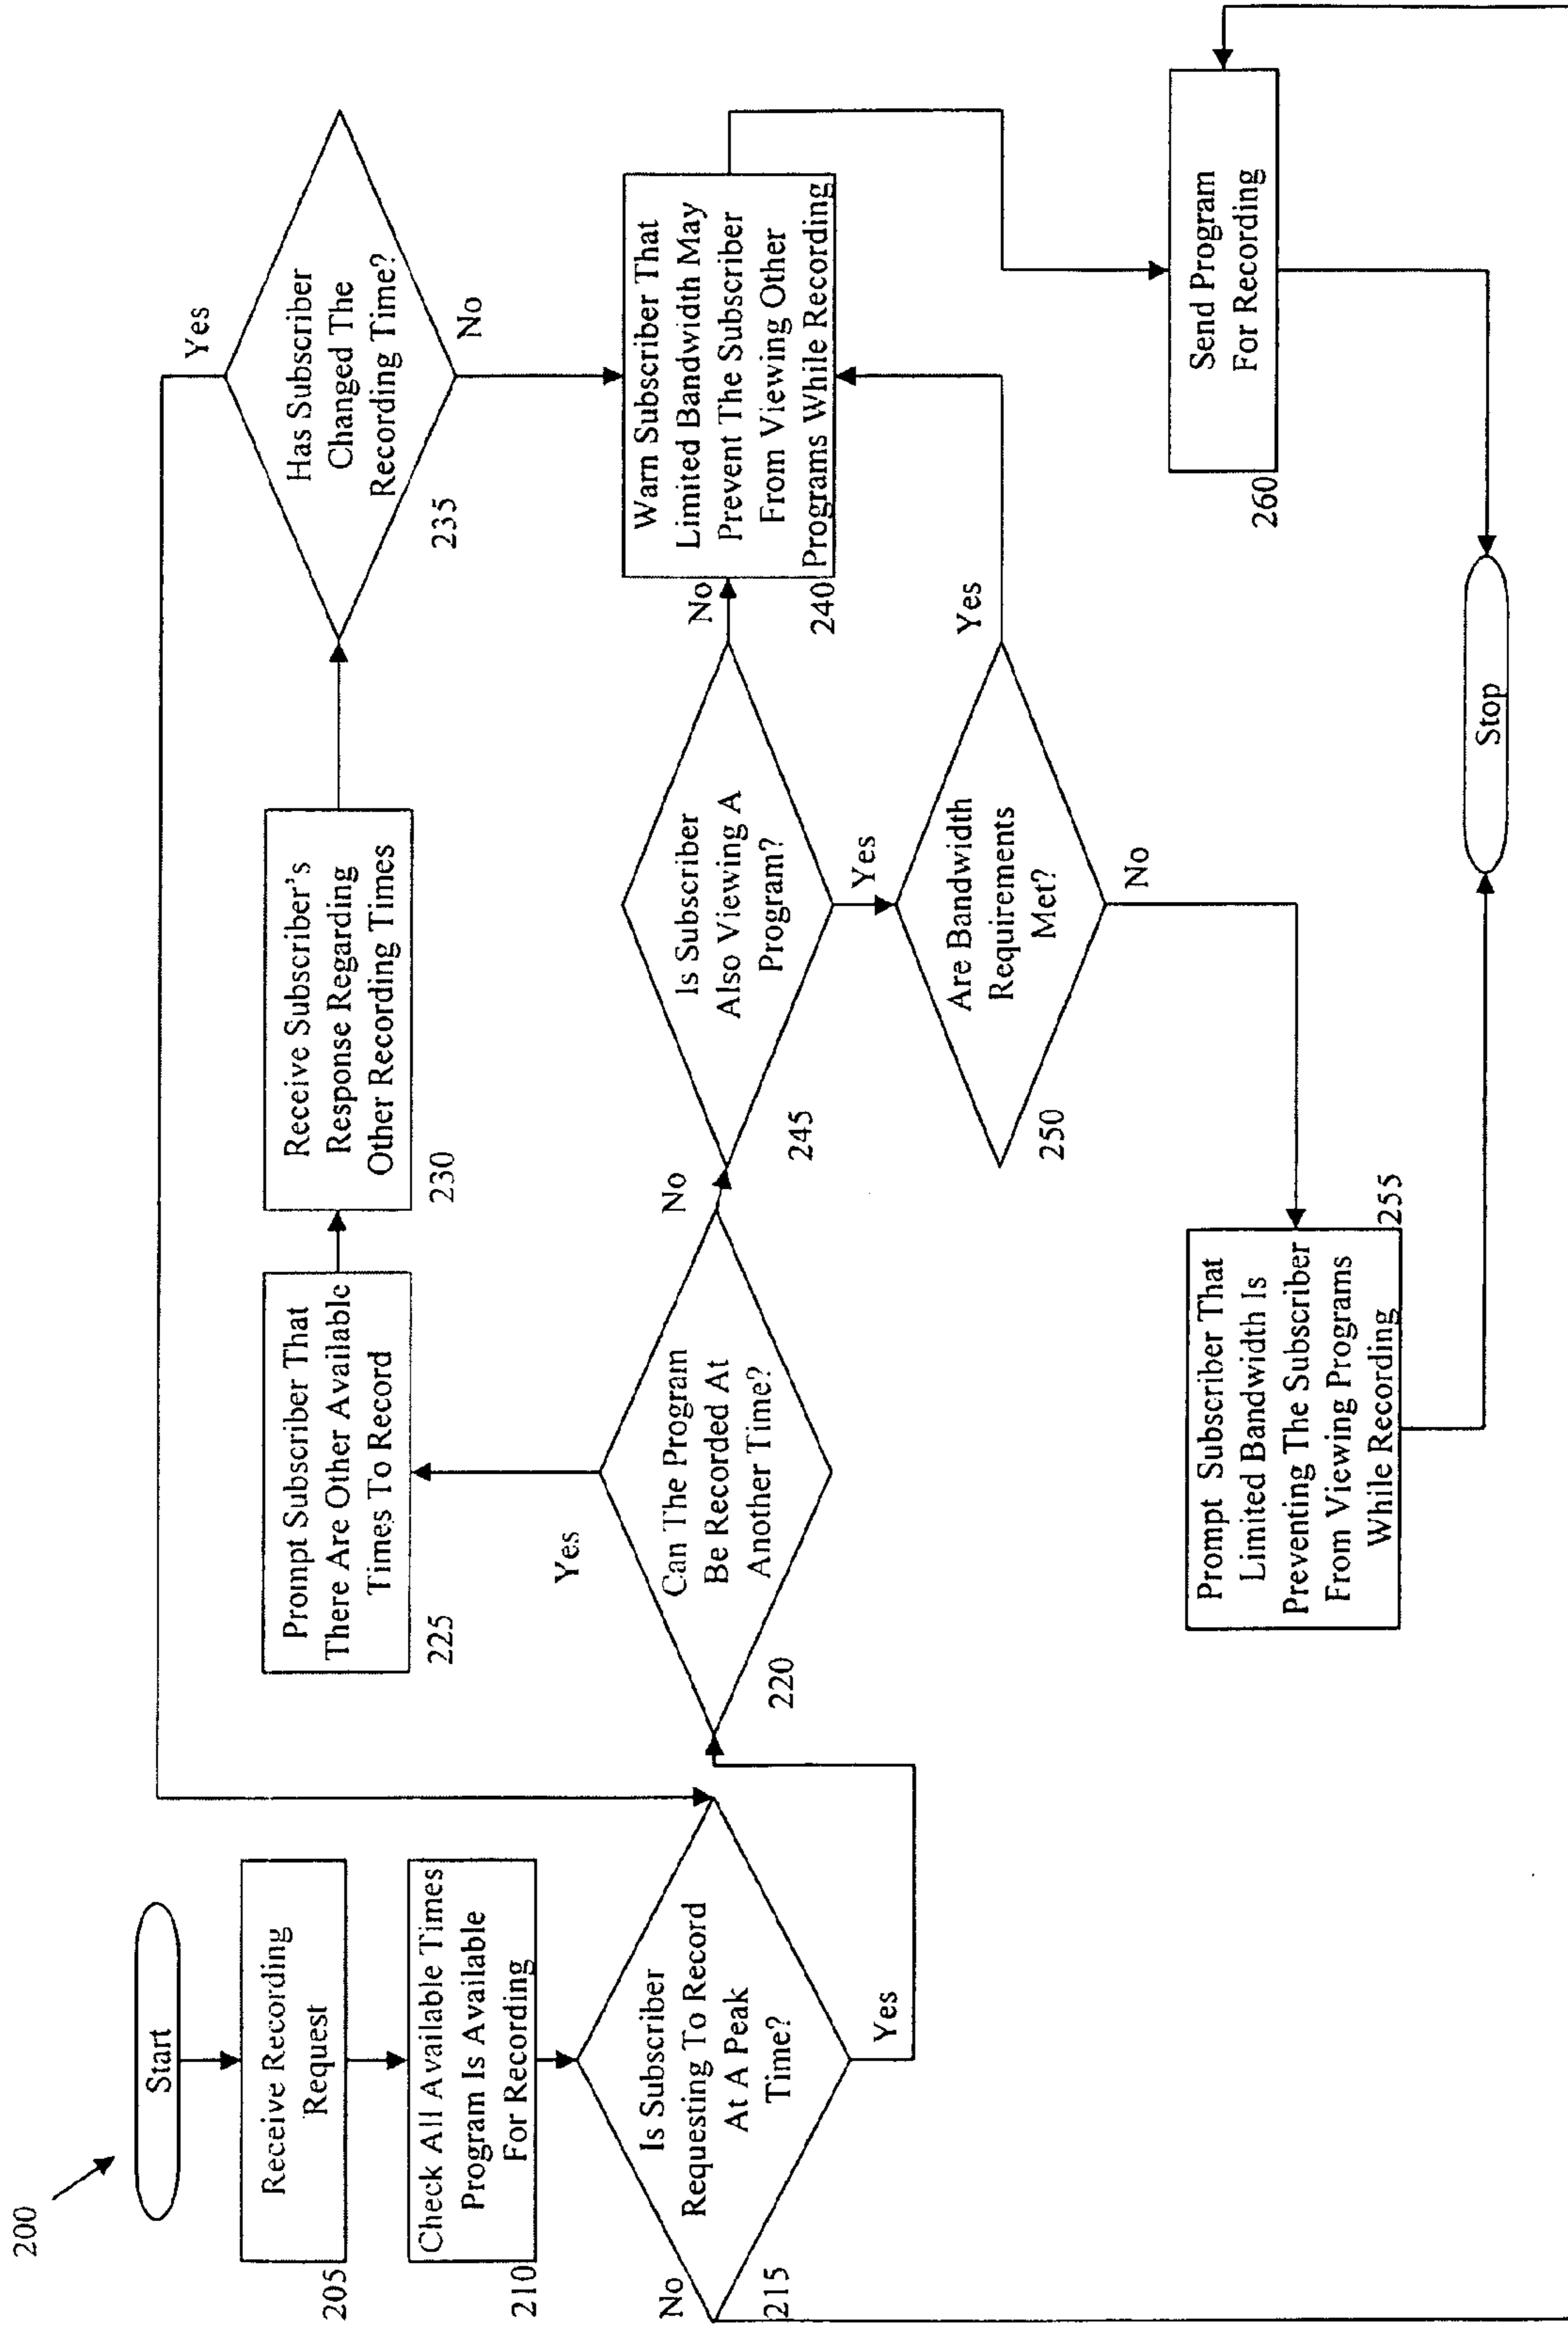 200
Start
Receive Recording
Request
205
Check All Available Times
Program Is Available
For Recording
210
Is Subscriber
Requesting To Record
At A Peak
Time?
215
No
Yes
Can The Program
Be Recorded At
Another Time?
220
Yes
No
Prompt Subscriber That
There Are Other Available
Times To Record
225
Receive Subscriber's
Response Regarding
Other Recording Times
230
Has Subscriber
Changed The
Recording Time?
235
Yes
No
Is Subscriber
Also Viewing A
Program?
245
No
Yes
Warn Subscriber That
Limited Bandwidth May
Prevent The Subscriber
From Viewing Other
Programs While Recording
240
Are Bandwidth
Requirements
Met?
250
Yes
No
Prompt Subscriber That
Limited Bandwidth Is
Preventing The Subscriber
From Viewing Programs
While Recording
255
Send Program
For Recording
260
Stop